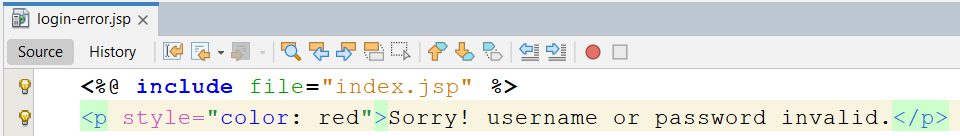 login-error.jsp
Source History
<%@ include file="index.jsp" %>
<p style="color: red">Sorry! username or password invalid.</p>